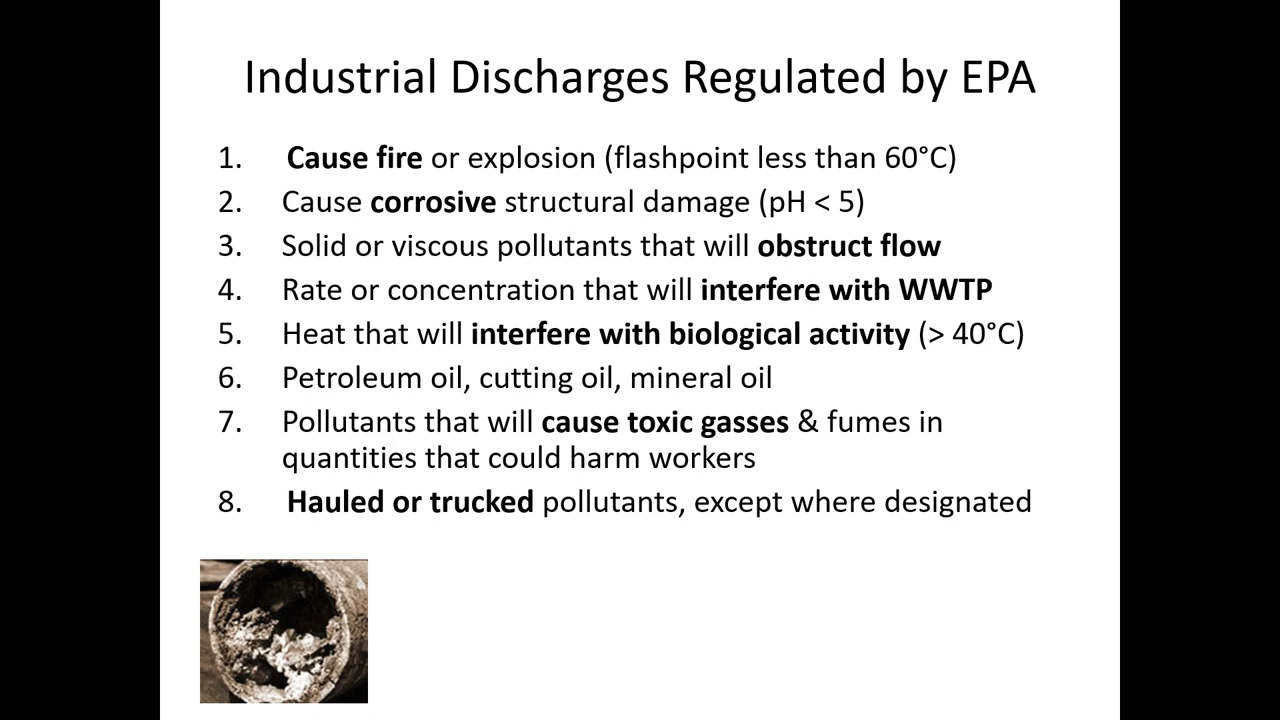 Industrial Discharges Regulated by EPA
1. Cause fire or explosion (flashpoint less than 60°C)
2. Cause corrosive structural damage (pH < 5)
3. Solid or viscous pollutants that will obstruct flow
4. Rate or concentration that will interfere with WWTP
5. Heat that will interfere with biological activity (> 40°C)
6. Petroleum oil, cutting oil, mineral oil
7. Pollutants that will cause toxic gasses & fumes in
quantities that could harm workers
8. Hauled or trucked pollutants, except where designated